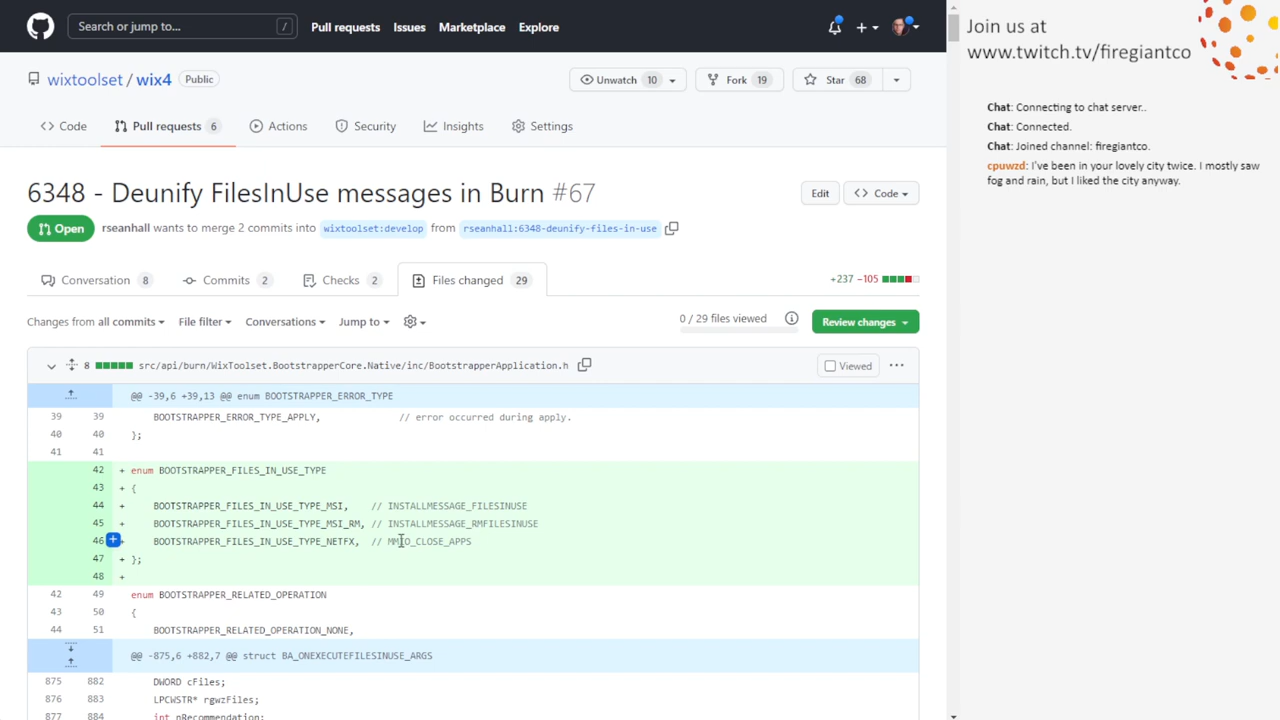 Search or jump to...
/
Pull requests
Issues
Marketplace
Explore
wixtoolset / wix4
Public
Unwatch 10
Fork 19
Star 68
Code
Pull requests 6
Actions
Security
Insights
Settings
6348 - Deunify FilesInUse messages in Burn #67
Edit
Code
Open
rseanhall wants to merge 2 commits into wixtoolset:develop from rseanhall:6348-deunify-files-in-use
Conversation 8
Commits 2
Checks 2
Files changed 29
+237 −105
Changes from all commits
File filter
Conversations
Jump to
0 / 29 files viewed
Review changes
8 src/api/burn/WixToolset.BootstrapperCore.Native/inc/BootstrapperApplication.h
Viewed
@@ -39,6 +39,13 @@ enum BOOTSTRAPPER_ERROR_TYPE
39 39 BOOTSTRAPPER_ERROR_TYPE_APPLY, // error occurred during apply.
40 40 };
41 41
42 + enum BOOTSTRAPPER_FILES_IN_USE_TYPE
43 + {
44 + BOOTSTRAPPER_FILES_IN_USE_TYPE_MSI, // INSTALLMESSAGE_FILESINUSE
45 + BOOTSTRAPPER_FILES_IN_USE_TYPE_MSI_RM, // INSTALLMESSAGE_RMFILESINUSE
46 + BOOTSTRAPPER_FILES_IN_USE_TYPE_NETFX, // MMIO_CLOSE_APPS
47 + };
48 +
42 49 enum BOOTSTRAPPER_RELATED_OPERATION
43 50 {
44 51 BOOTSTRAPPER_RELATED_OPERATION_NONE,
@@ -875,6 +882,7 @@ struct BA_ONEXECUTEFILESINUSE_ARGS
875 882 DWORD cFiles;
876 883 LPCWSTR* rgwzFiles;
877 884 int nRecommendation;
Join us at
www.twitch.tv/firegiantco
Chat: Connecting to chat server..
Chat: Connected.
Chat: Joined channel: firegiantco.
cpuwzd: I've been in your lovely city twice. I mostly saw
fog and rain, but I liked the city anyway.